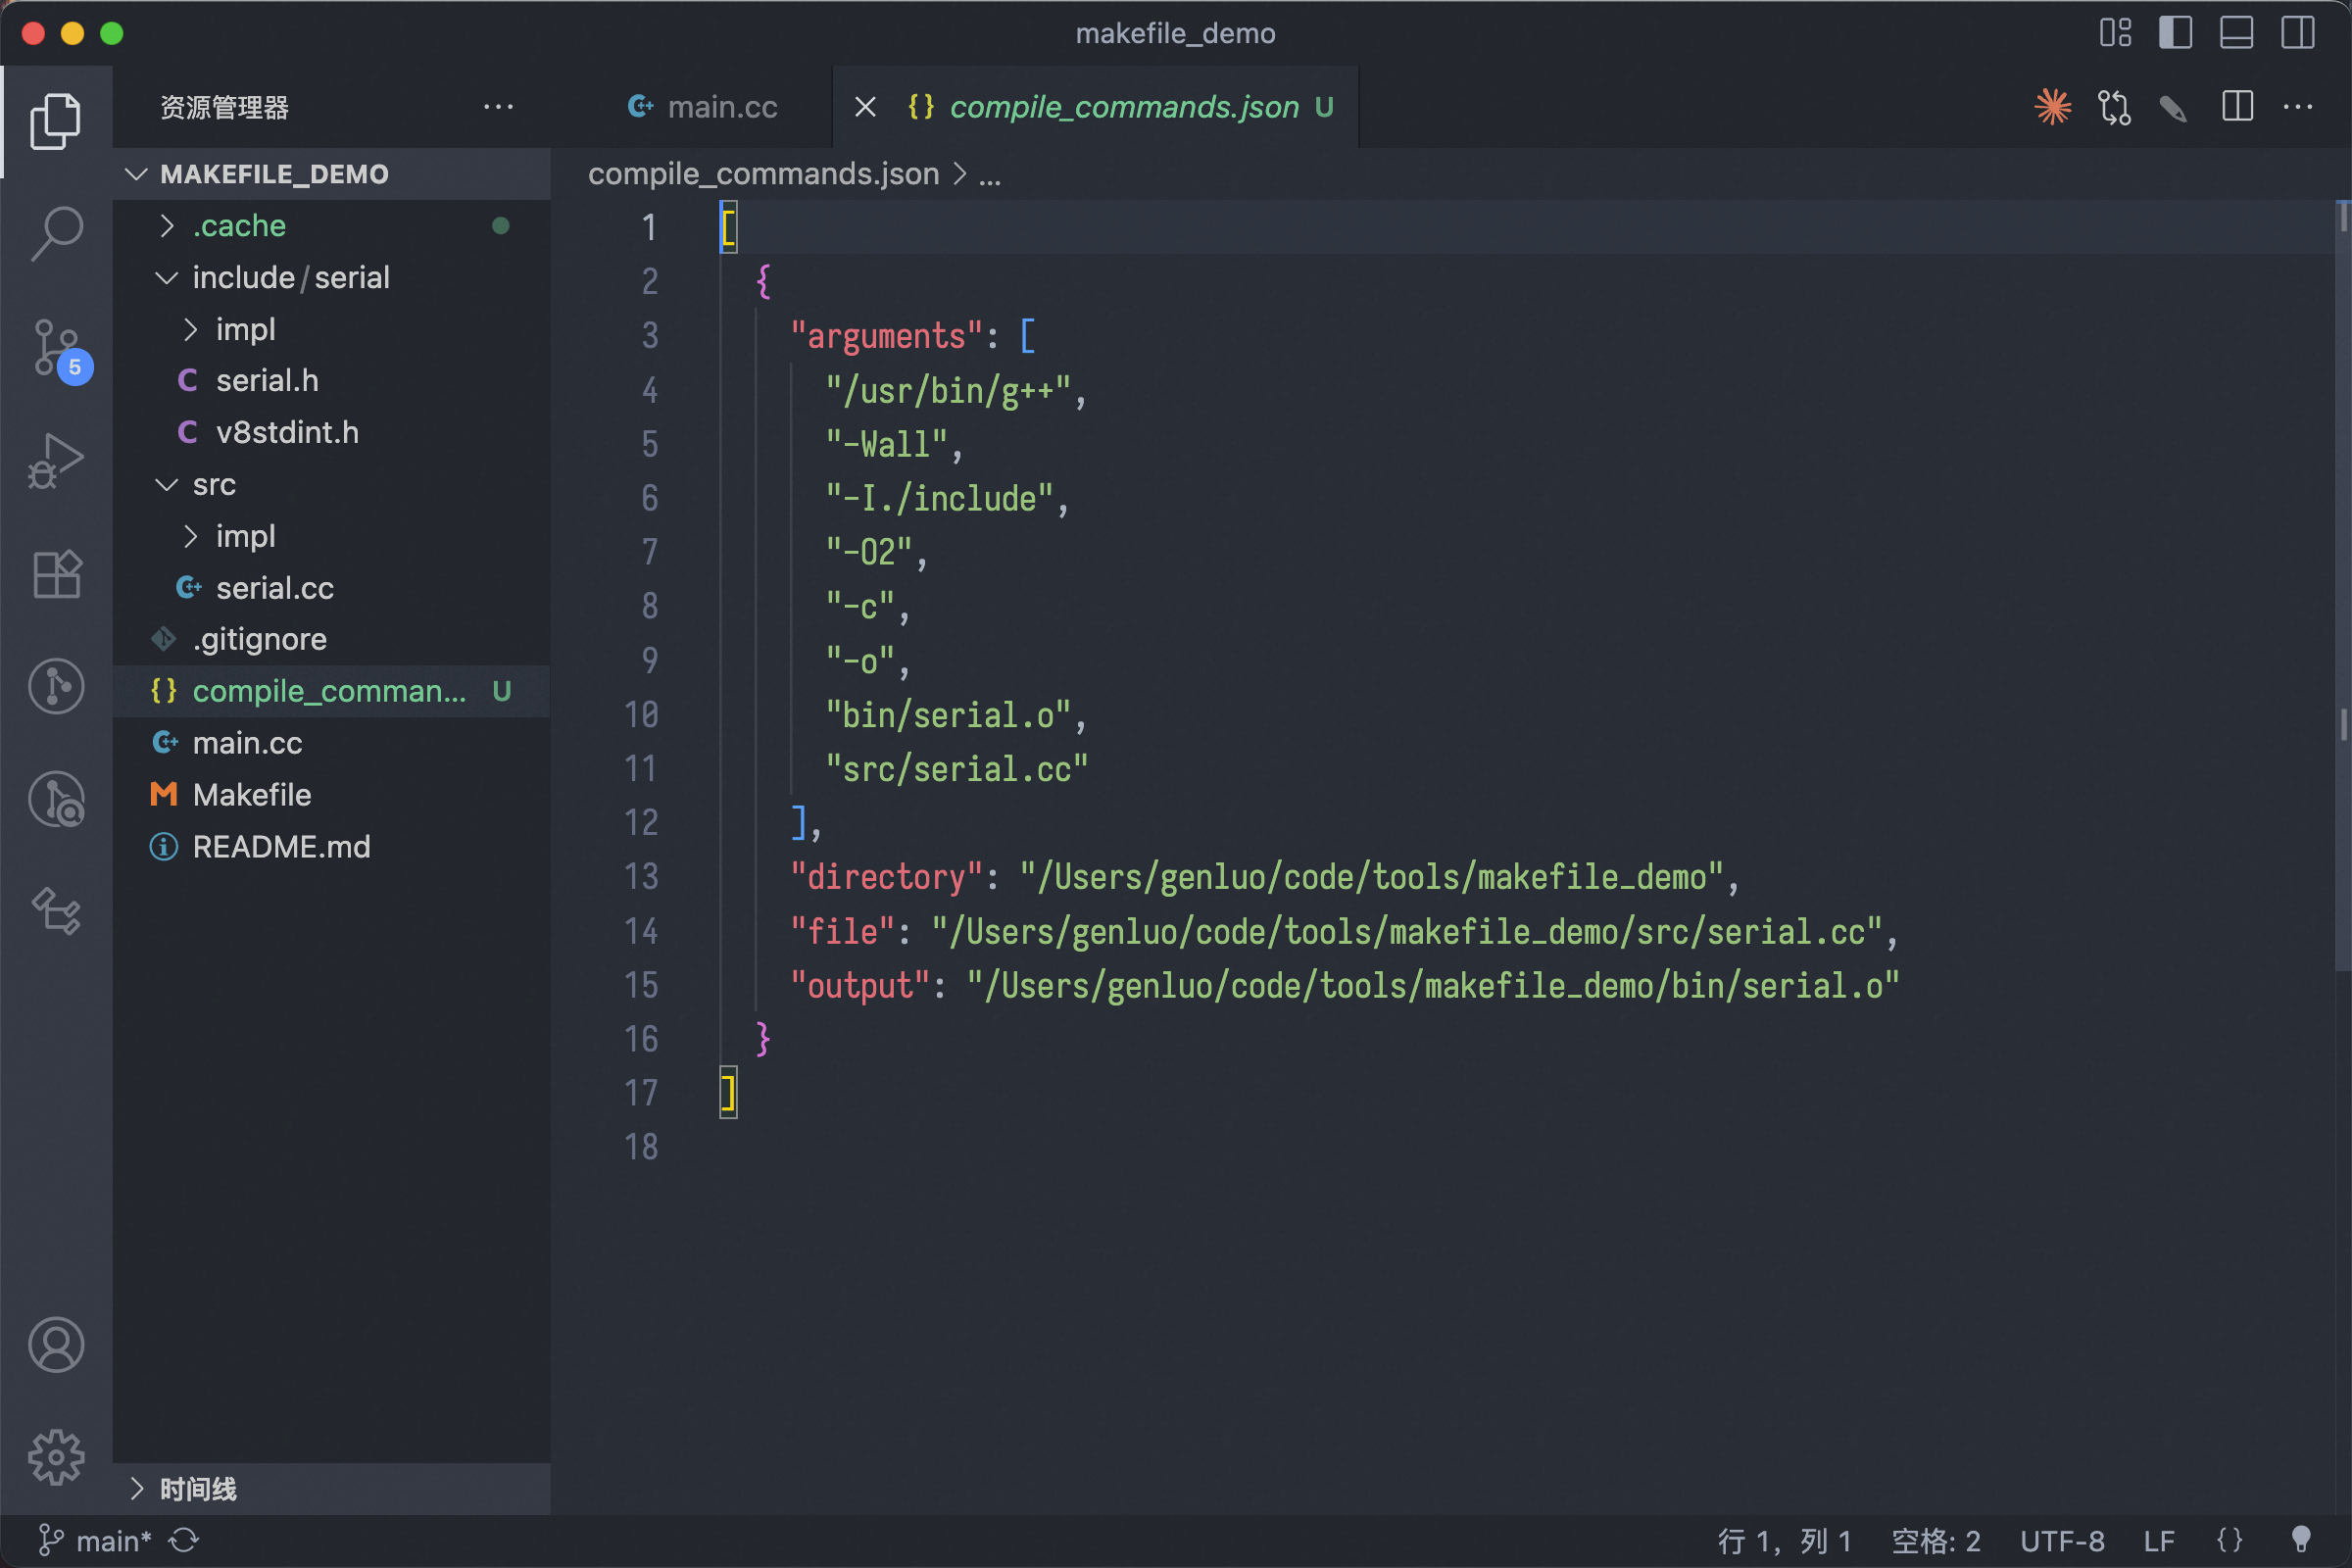 makefile_demo
资源管理器
main.cc
compile_commands.json U
MAKEFILE_DEMO
compile_commands.json > ...
.cache
include/serial
impl
serial.h
v8stdint.h
src
impl
serial.cc
.gitignore
compile_comman... U
main.cc
Makefile
README.md
5
1 [
2 {
3 "arguments": [
4 "/usr/bin/g++",
5 "-Wall",
6 "-I./include",
7 "-O2",
8 "-c",
9 "-o",
10 "bin/serial.o",
11 "src/serial.cc"
12 ],
13 "directory": "/Users/genluo/code/tools/makefile_demo",
14 "file": "/Users/genluo/code/tools/makefile_demo/src/serial.cc",
15 "output": "/Users/genluo/code/tools/makefile_demo/bin/serial.o"
16 }
17 ]
18
时间线
main*
行 1，列 1 空格: 2 UTF-8 LF {}